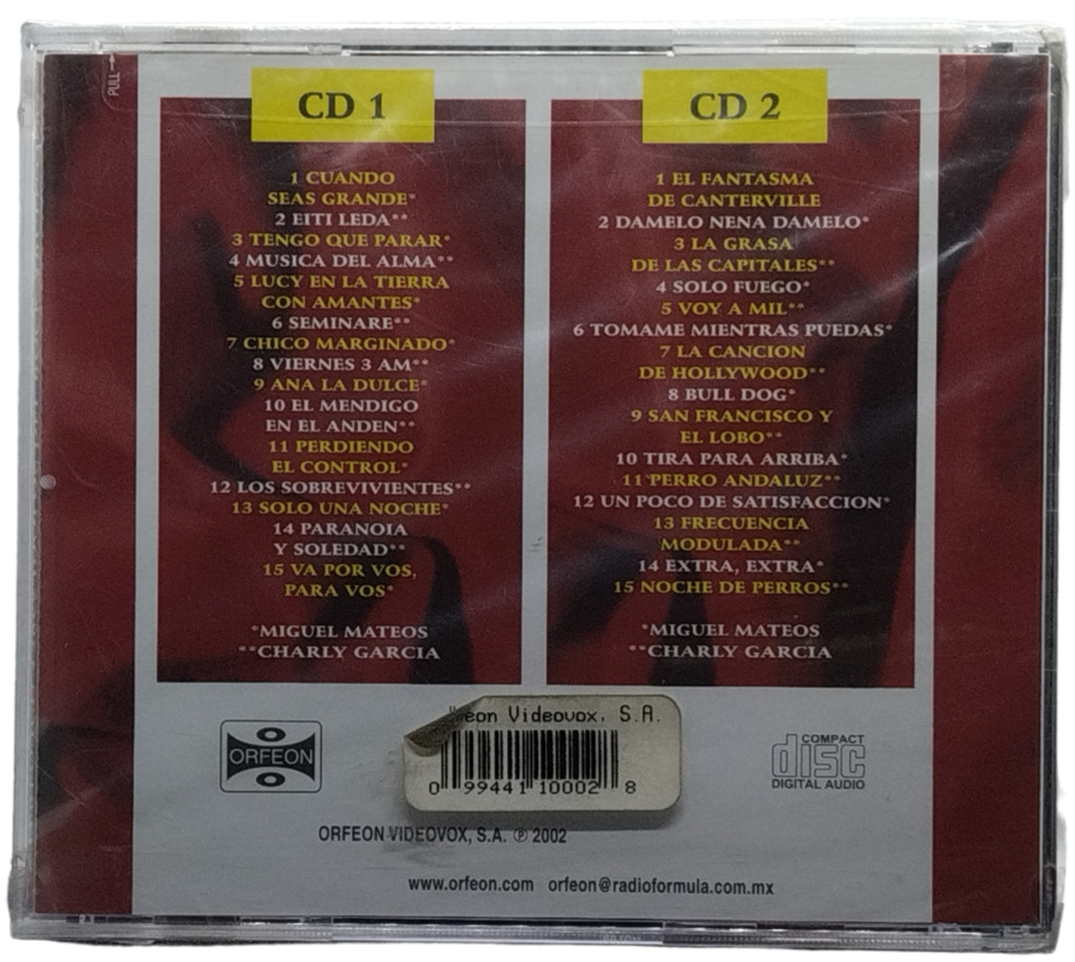 PULL→
CD 1
1 CUANDO
SEAS GRANDE*
2 EITI LEDA**
3 TENGO QUE PARAR*
4 MUSICA DEL ALMA**
5 LUCY EN LA TIERRA
CON AMANTES*
6 SEMINARE**
7 CHICO MARGINADO*
8 VIERNES 3 AM**
9 ANA LA DULCE*
10 EL MENDIGO
EN EL ANDEN**
11 PERDIENDO
EL CONTROL*
12 LOS SOBREVIVIENTES**
13 SOLO UNA NOCHE*
14 PARANOIA
Y SOLEDAD**
15 VA POR VOS,
PARA VOS*
*MIGUEL MATEOS
**CHARLY GARCIA
CD 2
1 EL FANTASMA
DE CANTERVILLE
2 DAMELO NENA DAMELO*
3 LA GRASA
DE LAS CAPITALES**
4 SOLO FUEGO*
5 VOY A MIL**
6 TOMAME MIENTRAS PUEDAS*
7 LA CANCION
DE HOLLYWOOD**
8 BULL DOG*
9 SAN FRANCISCO Y
EL LOBO**
10 TIRA PARA ARRIBA*
11 PERRO ANDALUZ**
12 UN POCO DE SATISFACCION*
13 FRECUENCIA
MODULADA**
14 EXTRA, EXTRA*
15 NOCHE DE PERROS**
*MIGUEL MATEOS
**CHARLY GARCIA
ORFEON
Videovox, S.A.
0 99441 10002 8
COMPACT
disc
DIGITAL AUDIO
ORFEON VIDEOVOX, S.A. ℗ 2002
www.orfeon.com orfeon@radioformula.com.mx